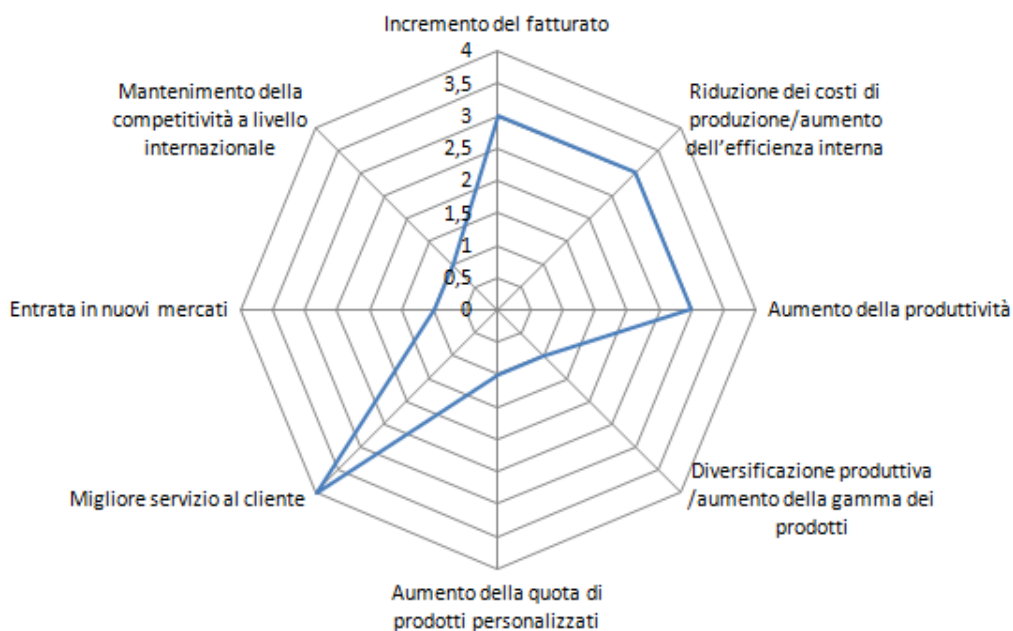 Incremento del fatturato
4
3,5
3
2,5
2
1,5
1
0,5
0
Riduzione dei costi di
produzione/aumento
dell’efficienza interna
Aumento della produttività
Diversificazione produttiva
/aumento della gamma dei
prodotti
Aumento della quota di
prodotti personalizzati
Migliore servizio al cliente
Entrata in nuovi mercati
Mantenimento della
competitività a livello
internazionale